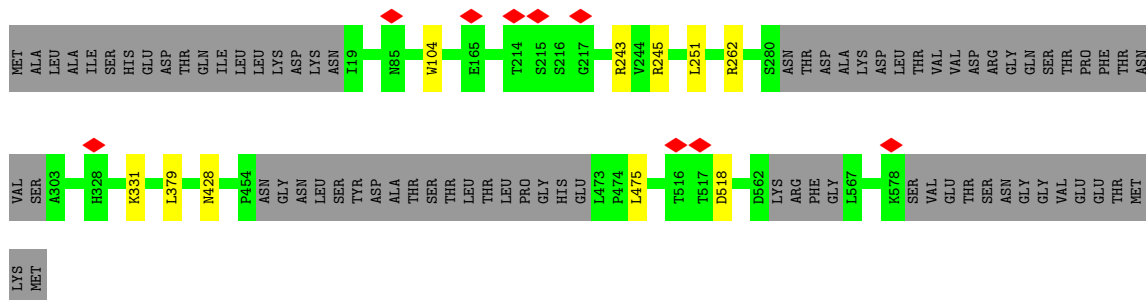 MET ALA LEU ALA ILE SER HIS GLU ASP THR GLN ILE LEU LEU LYS ASP LYS ASN I19 N85 W104 E165 T214 S215 S216 G217 R243 V244 R245 L251 R262 S280 ASN THR ASP ALA LYS ASP LEU THR VAL VAL ASP ARG GLY GLN SER THR PRO PHE THR ASN
VAL SER A303 H328 K331 L379 N428 P454 ASN GLY ASN LEU SER TYR ASP ALA THR SER THR LEU THR LEU PRO GLY HIS GLU L473 P474 L475 T516 T517 D518 D562 LYS ARG PHE GLY L567 K578 SER VAL GLU THR SER ASN GLY GLY VAL GLU GLU THR MET
LYS MET